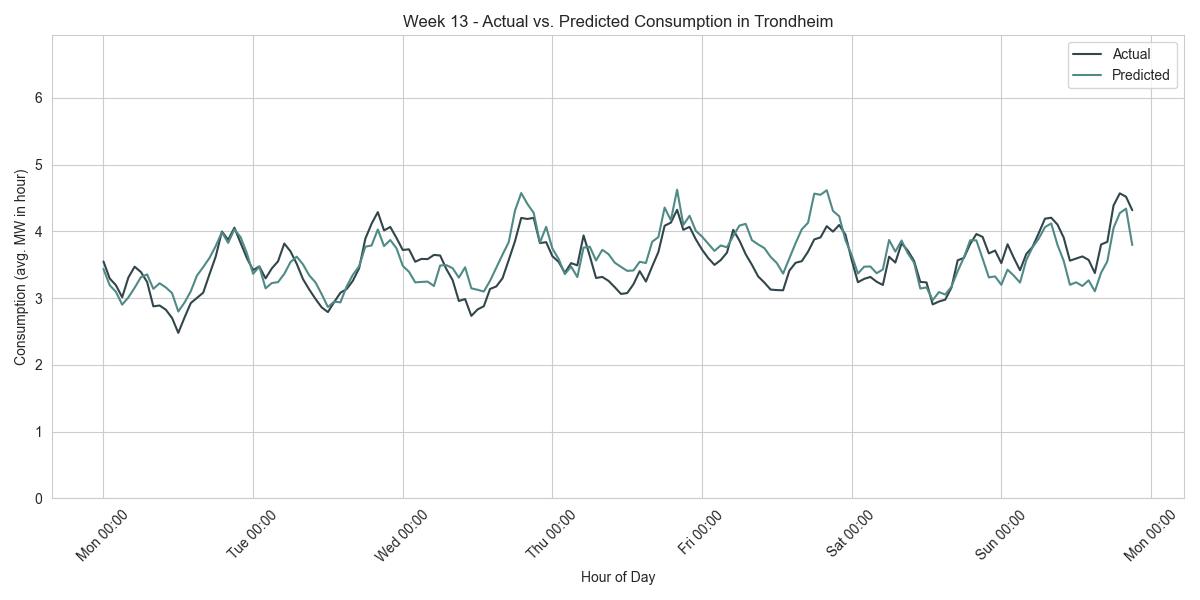 Week 13 - Actual vs. Predicted Consumption in Trondheim
Actual
Predicted
Consumption (avg. MW in hour)
6
5
4
3
2
1
0
Mon 00:00
Tue 00:00
Wed 00:00
Thu 00:00
Fri 00:00
Sat 00:00
Sun 00:00
Mon 00:00
Hour of Day